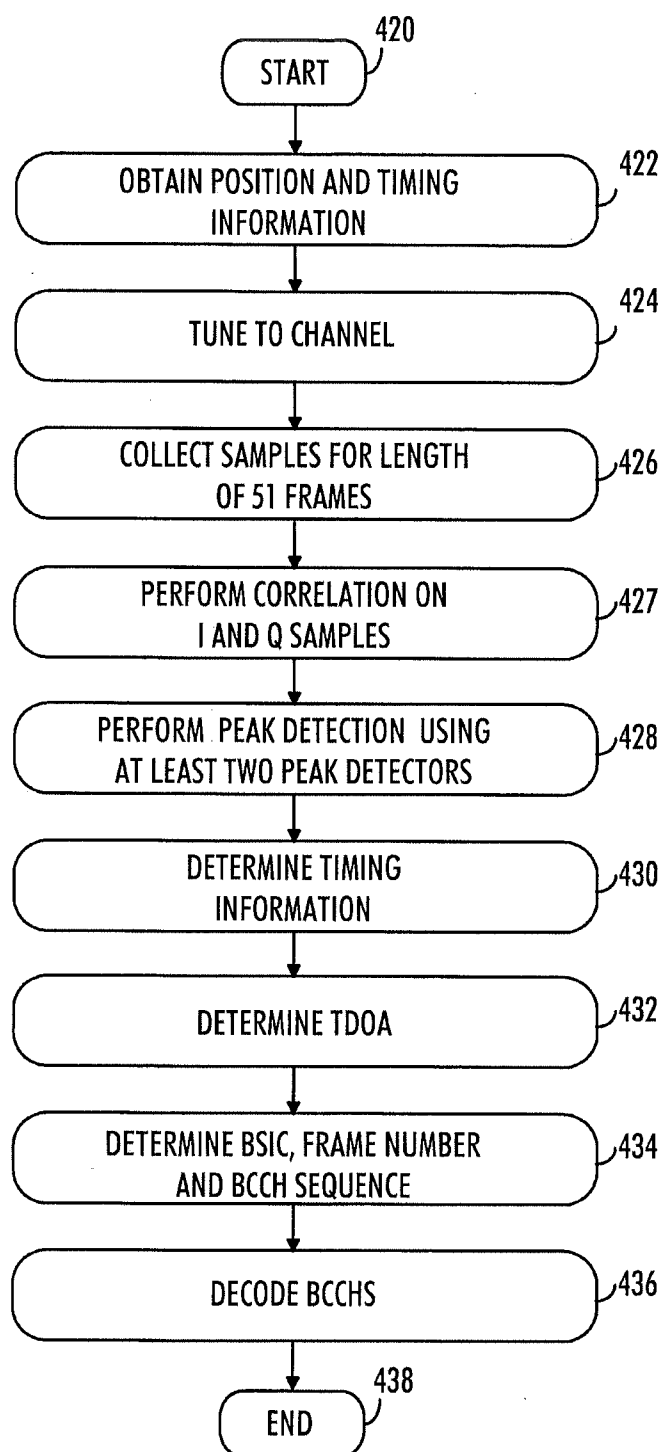 420
START
422
OBTAIN POSITION AND TIMING
INFORMATION
424
TUNE TO CHANNEL
COLLECT SAMPLES FOR LENGTH
OF 51 FRAMES
426
PERFORM CORRELATION ON
I AND Q SAMPLES
427
PERFORM PEAK DETECTION USING
AT LEAST TWO PEAK DETECTORS
428
DETERMINE TIMING
INFORMATION
430
DETERMINE TDOA
432
DETERMINE BSIC, FRAME NUMBER
AND BCCH SEQUENCE
434
DECODE BCCHS
436
438
END